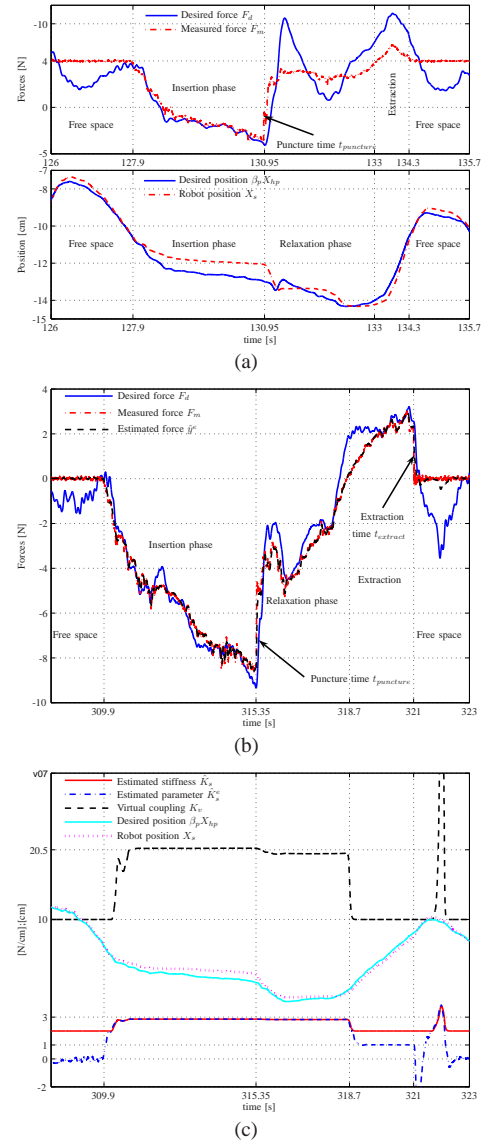 Desired force F_d
Measured force F_m
Forces [N]
10
4
0
-5
Free space
Insertion phase
Puncture time t_puncture
Extraction
Free space
126
127.9
130.95
133
134.3
135.7
Desired position β_pX_hp
Robot position X_s
Position [cm]
-7
-8
-10
-12
-14
-15
Free space
Insertion phase
Relaxation phase
Free space
126
127.9
130.95
133
134.3
135.7
time [s]
(a)
Desired force F_d
Measured force F_m
Estimated force ŷ^e
Forces [N]
4
2
0
-2
-4
-6
-8
-10
Insertion phase
Extraction
time t_extract
Extraction
Relaxation phase
Free space
Free space
Puncture time t_puncture
309.9
315.35
318.7
321
323
time [s]
(b)
Estimated stiffness K̂_s
Estimated parameter K̂_s^e
Virtual coupling K_v
Desired position β_pX_hp
Robot position X_s
[N/cm];[cm]
v07
20.5
10
3
1
0
-2
309.9
315.35
318.7
321
323
time [s]
(c)